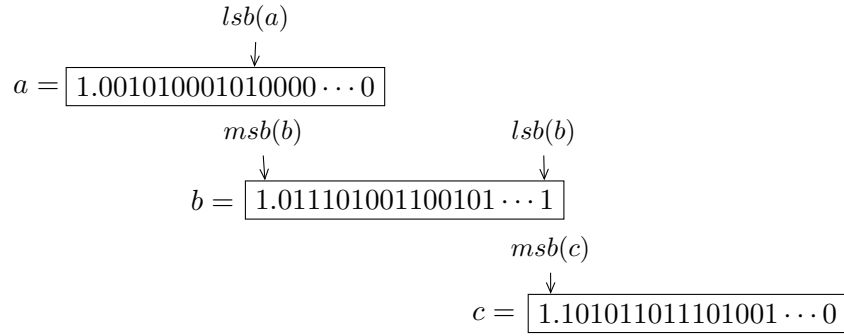 lsb(a)
a = 1.001010001010000 ⋯ 0
msb(b) lsb(b)
b = 1.011101001100101 ⋯ 1
msb(c)
c = 1.101011011101001 ⋯ 0